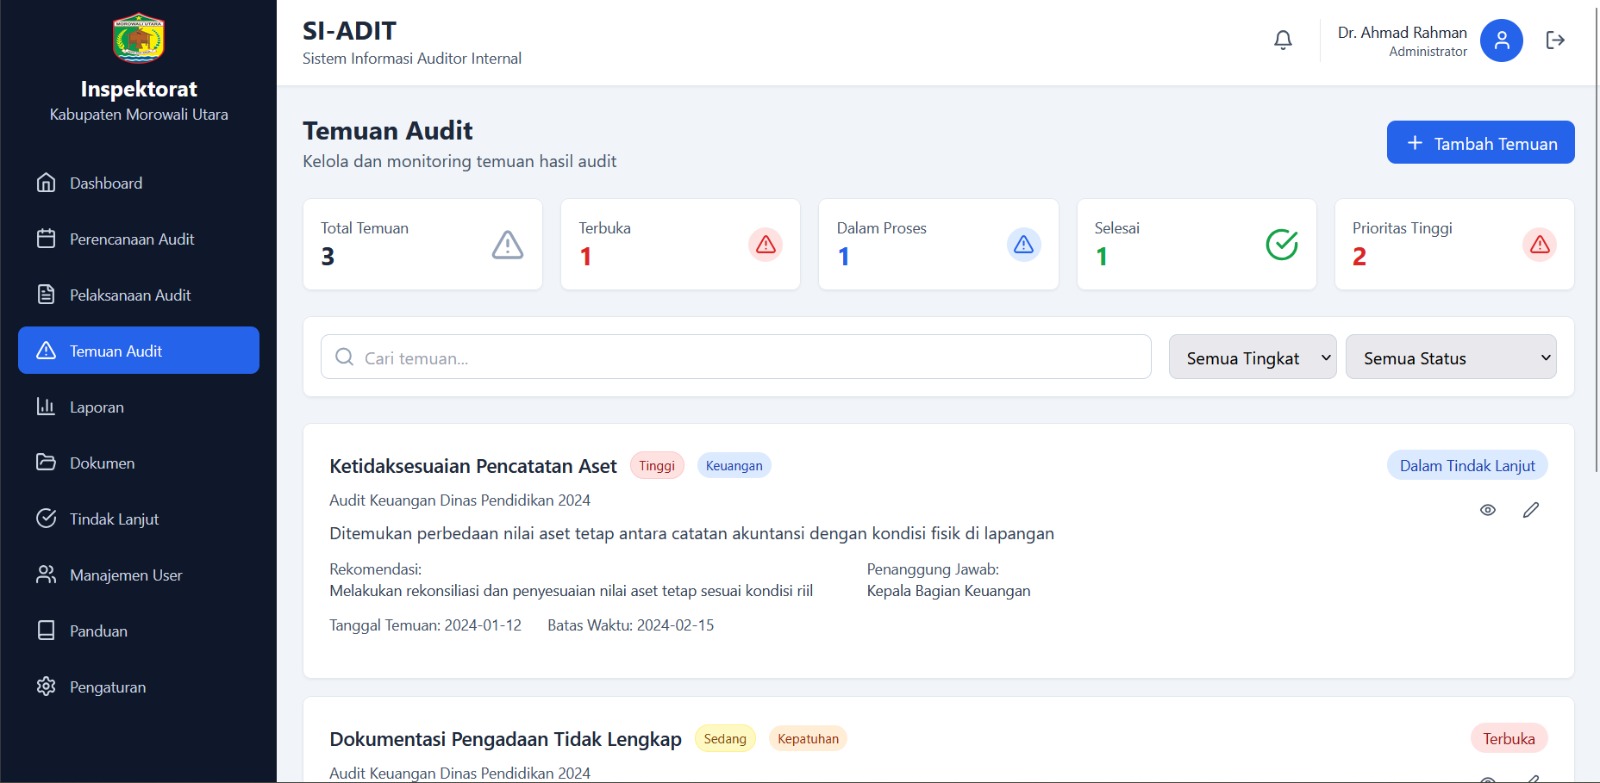 MOROWALI UTARA
Inspektorat
Kabupaten Morowali Utara
Dashboard
Perencanaan Audit
Pelaksanaan Audit
Temuan Audit
Laporan
Dokumen
Tindak Lanjut
Manajemen User
Panduan
Pengaturan
SI-ADIT
Sistem Informasi Auditor Internal
Dr. Ahmad Rahman
Administrator
Temuan Audit
Kelola dan monitoring temuan hasil audit
Tambah Temuan
Total Temuan
3
Terbuka
1
Dalam Proses
1
Selesai
1
Prioritas Tinggi
2
Cari temuan...
Semua Tingkat
Semua Status
Ketidaksesuaian Pencatatan Aset Tinggi Keuangan
Dalam Tindak Lanjut
Audit Keuangan Dinas Pendidikan 2024
Ditemukan perbedaan nilai aset tetap antara catatan akuntansi dengan kondisi fisik di lapangan
Rekomendasi:
Melakukan rekonsiliasi dan penyesuaian nilai aset tetap sesuai kondisi riil
Penanggung Jawab:
Kepala Bagian Keuangan
Tanggal Temuan: 2024-01-12 Batas Waktu: 2024-02-15
Dokumentasi Pengadaan Tidak Lengkap Sedang Kepatuhan
Terbuka
Audit Keuangan Dinas Pendidikan 2024